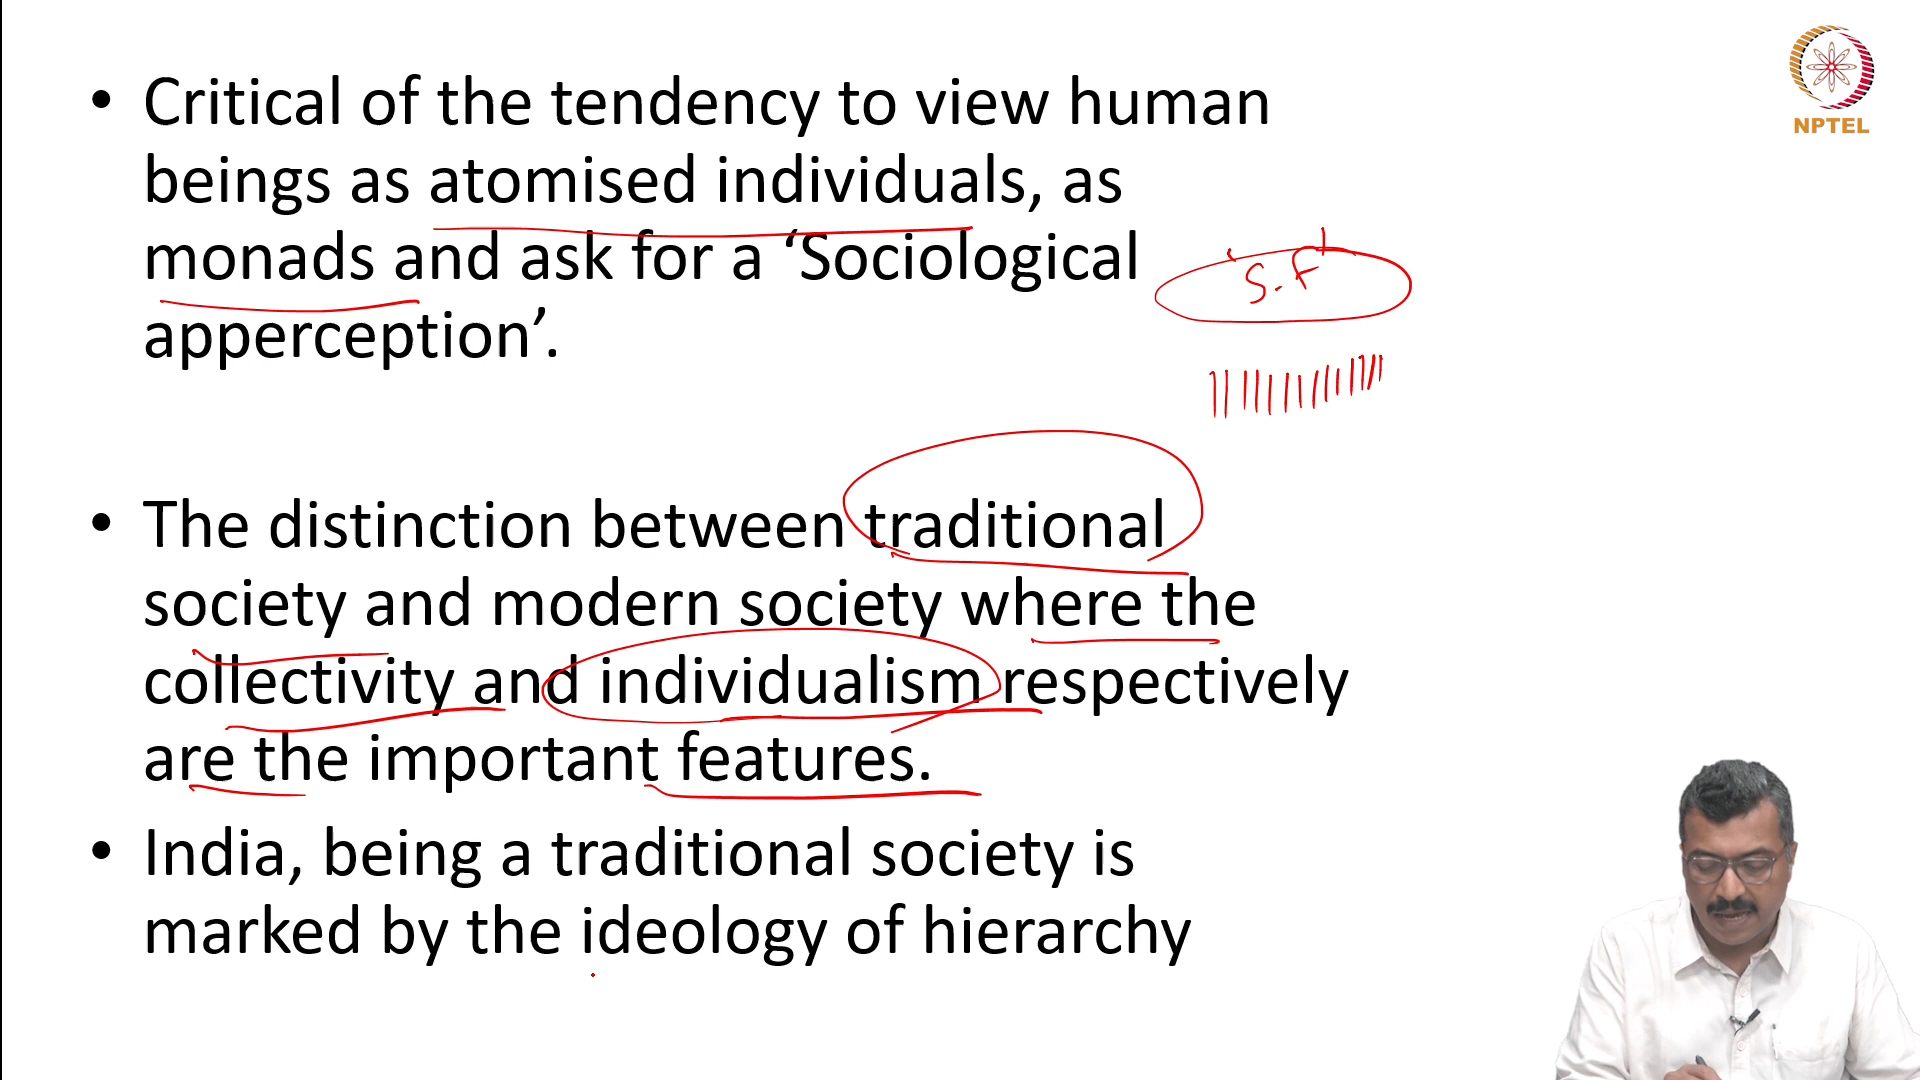 • Critical of the tendency to view human
beings as atomised individuals, as
monads and ask for a ‘Sociological
apperception’.
'S.F'
• The distinction between traditional
society and modern society where the
collectivity and individualism respectively
are the important features.
• India, being a traditional society is
marked by the ideology of hierarchy
NPTEL